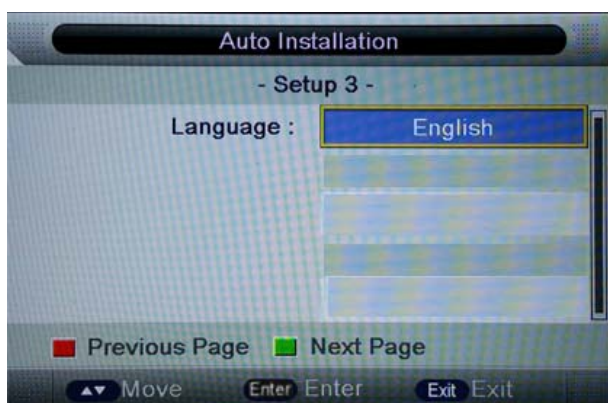 Auto Installation
- Setup 3 -
Language : English
Previous Page Next Page
Move Enter Enter Exit Exit